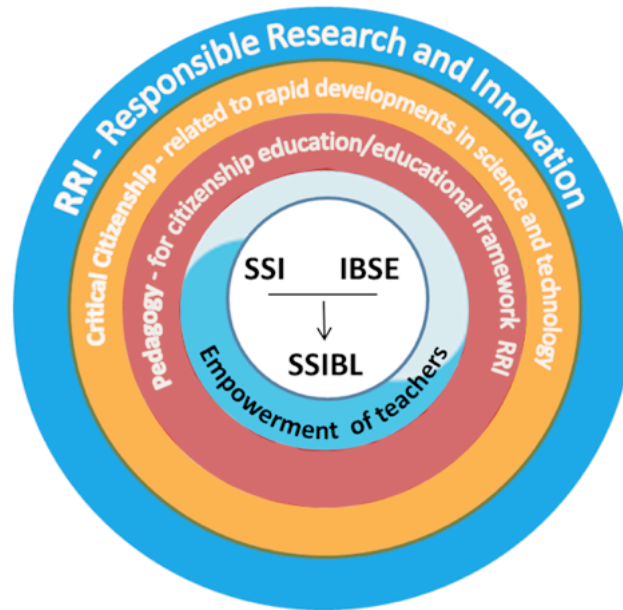 RRI - Responsible Research and Innovation
Critical Citizenship - related to rapid developments in science and technology
Pedagogy - for citizenship education/educational framework RRI
SSI IBSE
SSIBL
Empowerment of teachers